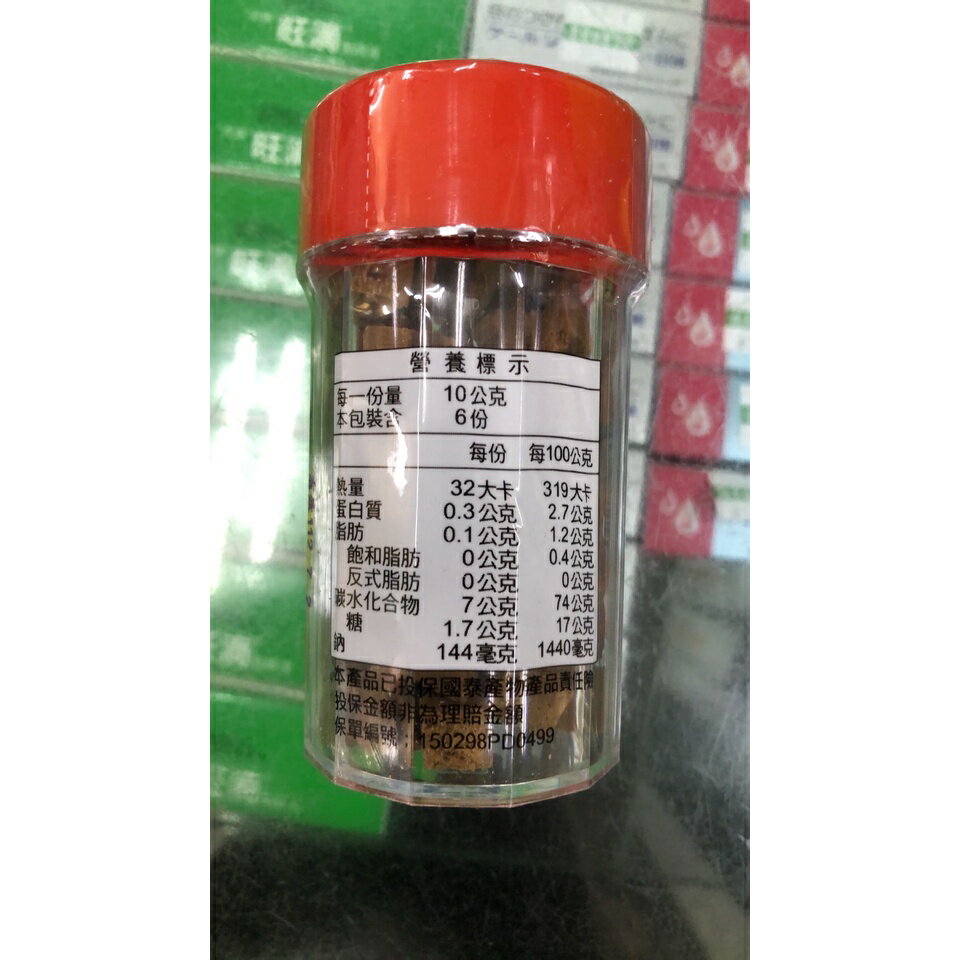 旺滴
旺滴
營養標示
每一份量 10公克
本包裝含 6份
每份 每100公克
熱量 32大卡 319大卡
蛋白質 0.3公克 2.7公克
脂肪 0.1公克 1.2公克
飽和脂肪 0公克 0.4公克
反式脂肪 0公克 0公克
碳水化合物 7公克 74公克
糖 1.7公克 17公克
鈉 144毫克 1440毫克
本產品已投保國泰產物產品責任險
投保金額非為理賠金額
保單編號：150298PD0499